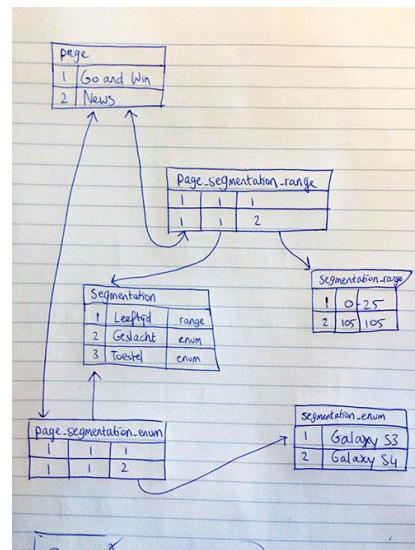 page
1 Go and Win
2 News
page_segmentation_range
1 1 1
1 1 2
segmentation_range
1 0-25
2 105 105
Segmentation
1 Leeftijd range
2 Geslacht enum
3 Toestel enum
page_segmentation_enum
1 1 1
1 1 2
segmentation_enum
1 Galaxy S3
2 Galaxy S4